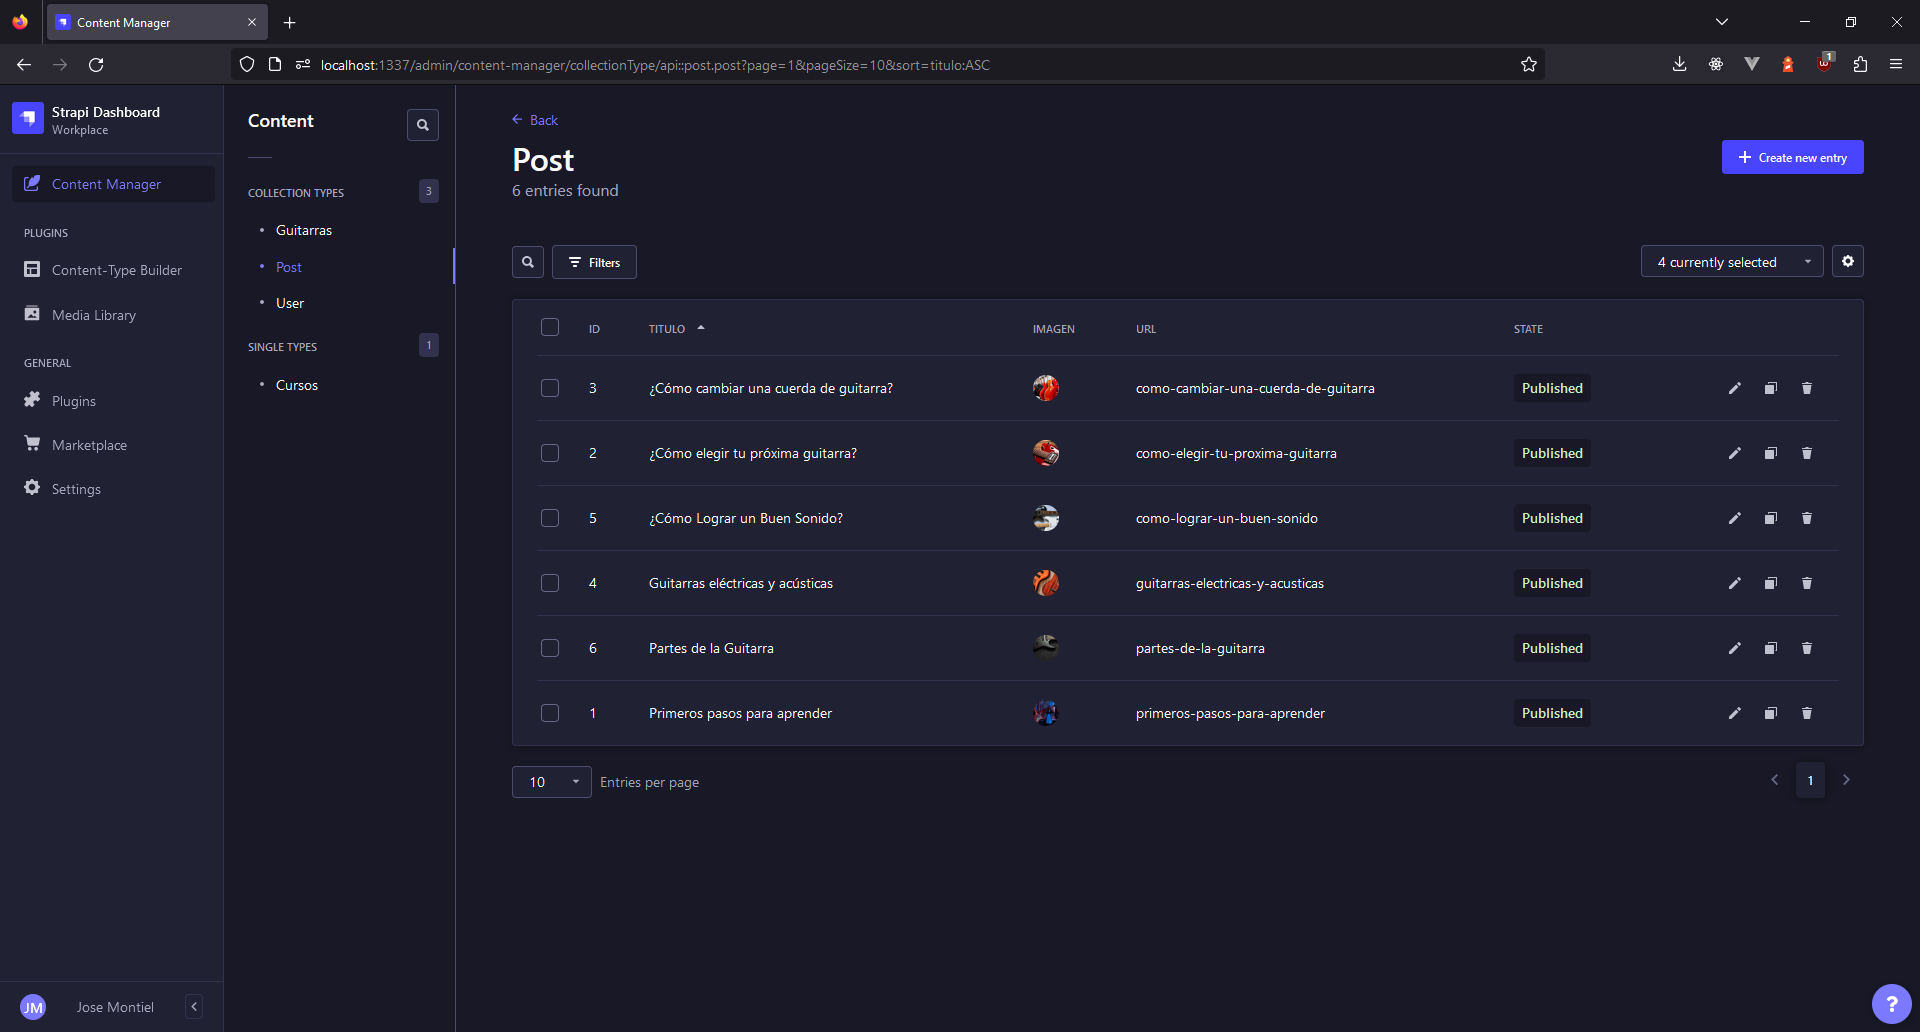 Content Manager
localhost:1337/admin/content-manager/collectionType/api::post.post?page=1&pageSize=10&sort=titulo:ASC
1
Strapi Dashboard
Workplace
Content Manager
PLUGINS
Content-Type Builder
Media Library
GENERAL
Plugins
Marketplace
Settings
JM Jose Montiel
Content
COLLECTION TYPES 3
Guitarras
Post
User
SINGLE TYPES 1
Cursos
Back
Post
6 entries found
Create new entry
Filters
4 currently selected
ID TITULO IMAGEN URL STATE
3 ¿Cómo cambiar una cuerda de guitarra? como-cambiar-una-cuerda-de-guitarra Published
2 ¿Cómo elegir tu próxima guitarra? como-elegir-tu-proxima-guitarra Published
5 ¿Cómo Lograr un Buen Sonido? como-lograr-un-buen-sonido Published
4 Guitarras eléctricas y acústicas guitarras-electricas-y-acusticas Published
6 Partes de la Guitarra partes-de-la-guitarra Published
1 Primeros pasos para aprender primeros-pasos-para-aprender Published
10 Entries per page
1
?